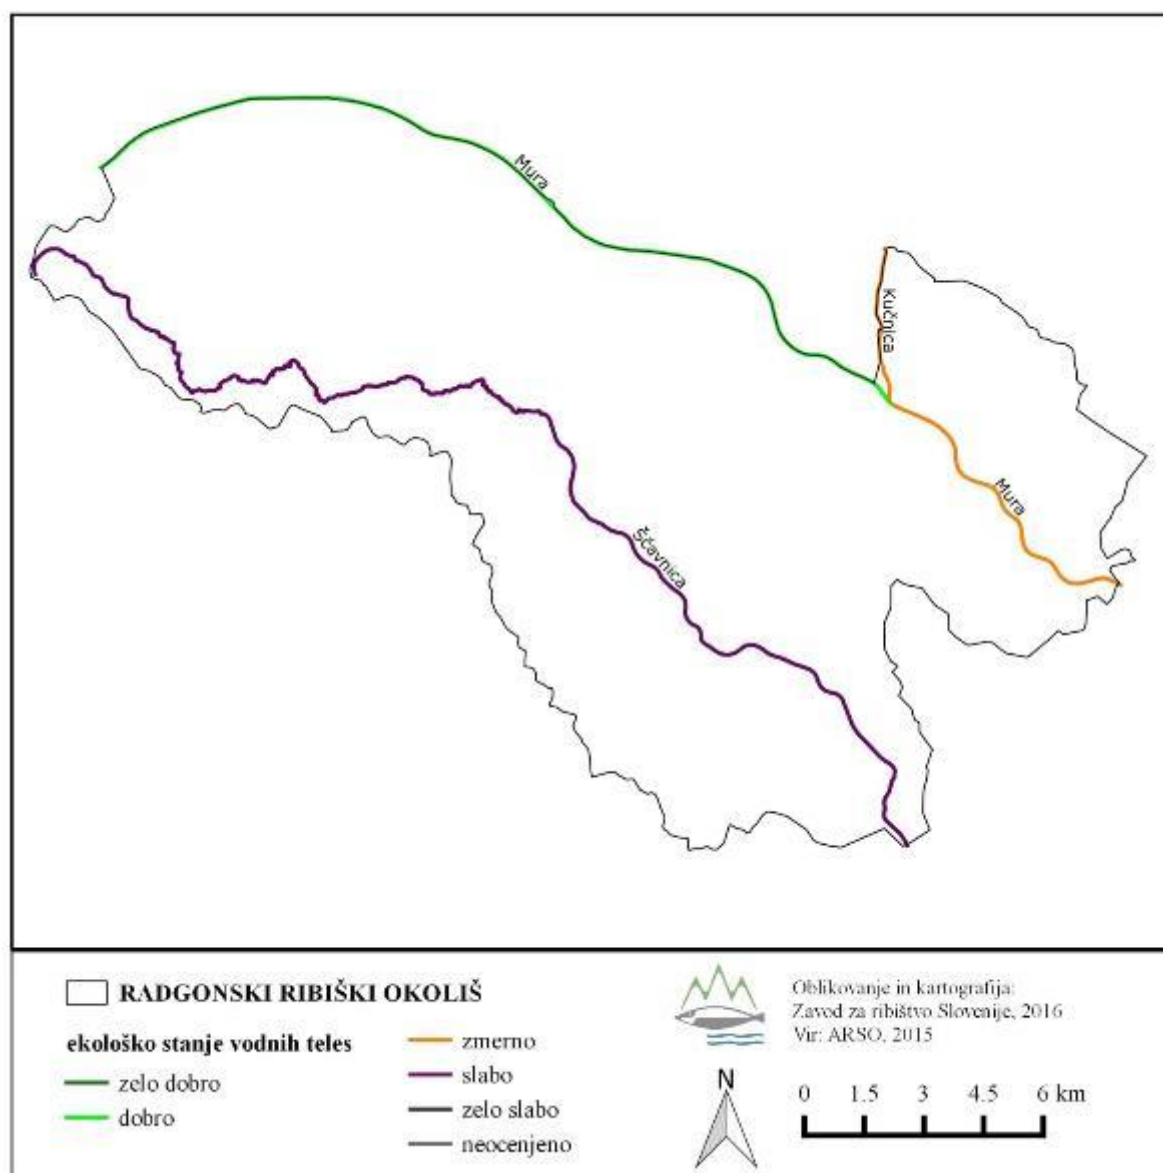 Mura
Kučnica
Mura
Ščavnica
RADGONSKI RIBIŠKI OKOLIŠ
ekološko stanje vodnih teles
zelo dobro
dobro
zmerno
slabo
zelo slabo
neocenjeno
Oblikovanje in kartografija:
Zavod za ribištvo Slovenije, 2016
Vir: ARSO, 2015
N
0 1.5 3 4.5 6 km